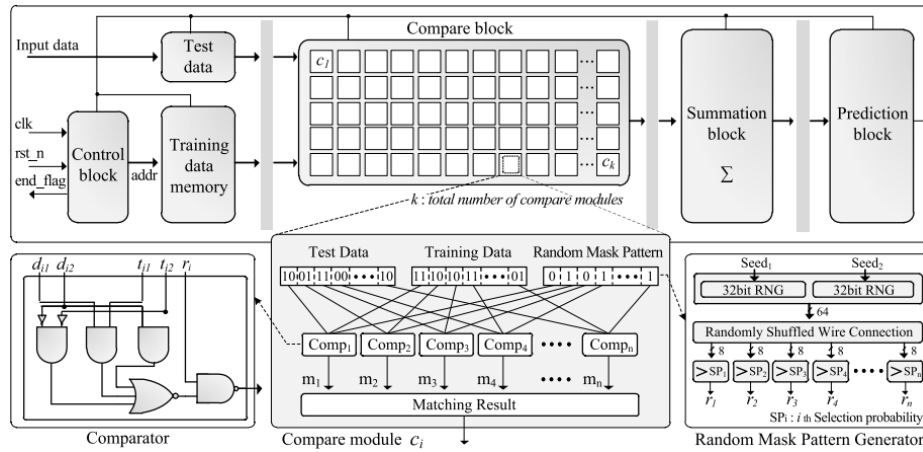 Compare block
Input data
Test
data
c1
clk
rst_n
end_flag
Control
block
addr
Training
data
memory
ck
Summation
block
Σ
Prediction
block
k : total number of compare modules
di1 di2 ti1 ti2 ri
Comparator
Test Data Training Data Random Mask Pattern
10 01 11 00 •••• 10
11 10 10 11 •••• 01
0 1 1 0 1 •••• 1
Comp1 Comp2 Comp3 Comp4 •••• Compn
m1 m2 m3 m4 •••• mn
Matching Result
Compare module ci
Seed1 Seed2
32bit RNG 32bit RNG
64
Randomly Shuffled Wire Connection
8 8 8 8 8
>SP1 >SP2 >SP3 >SP4 •••• >SPn
r1 r2 r3 r4 rn
SPi : i th Selection probability
Random Mask Pattern Generator